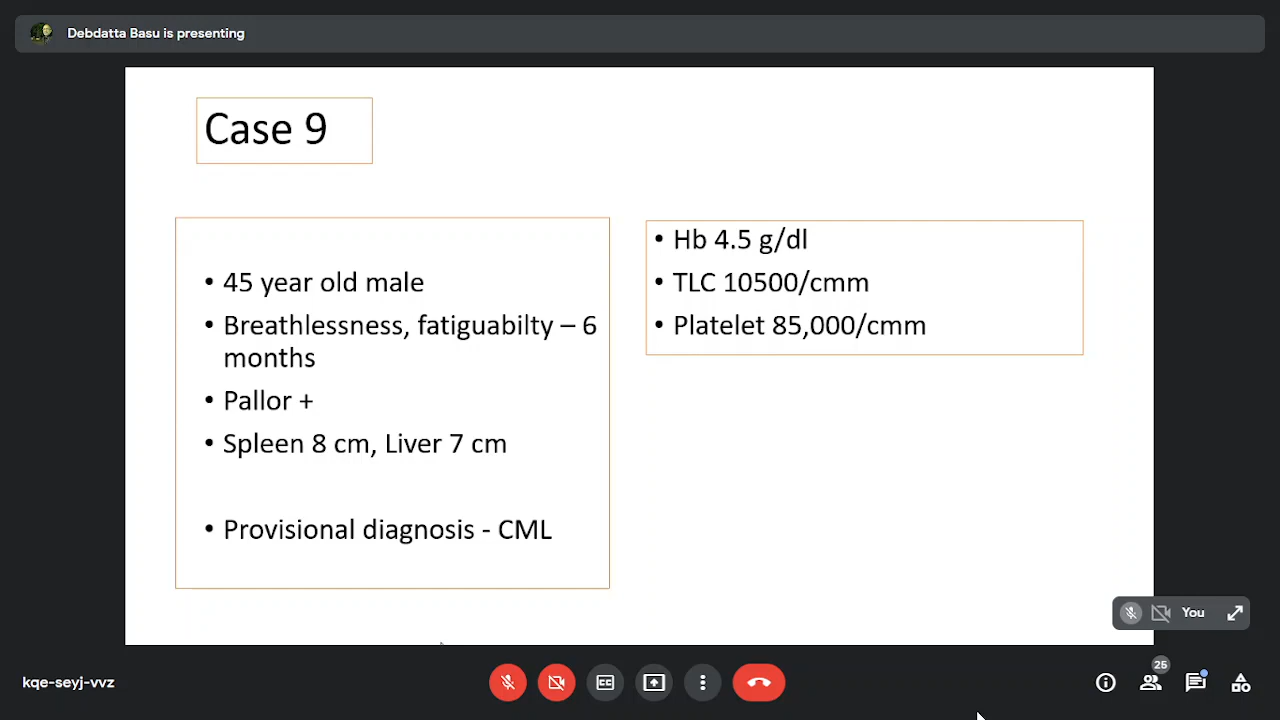 Debdatta Basu is presenting
Case 9
• 45 year old male
• Breathlessness, fatiguabilty – 6
months
• Pallor +
• Spleen 8 cm, Liver 7 cm
• Provisional diagnosis - CML
• Hb 4.5 g/dl
• TLC 10500/cmm
• Platelet 85,000/cmm
You
kqe-seyj-vvz
CC
25